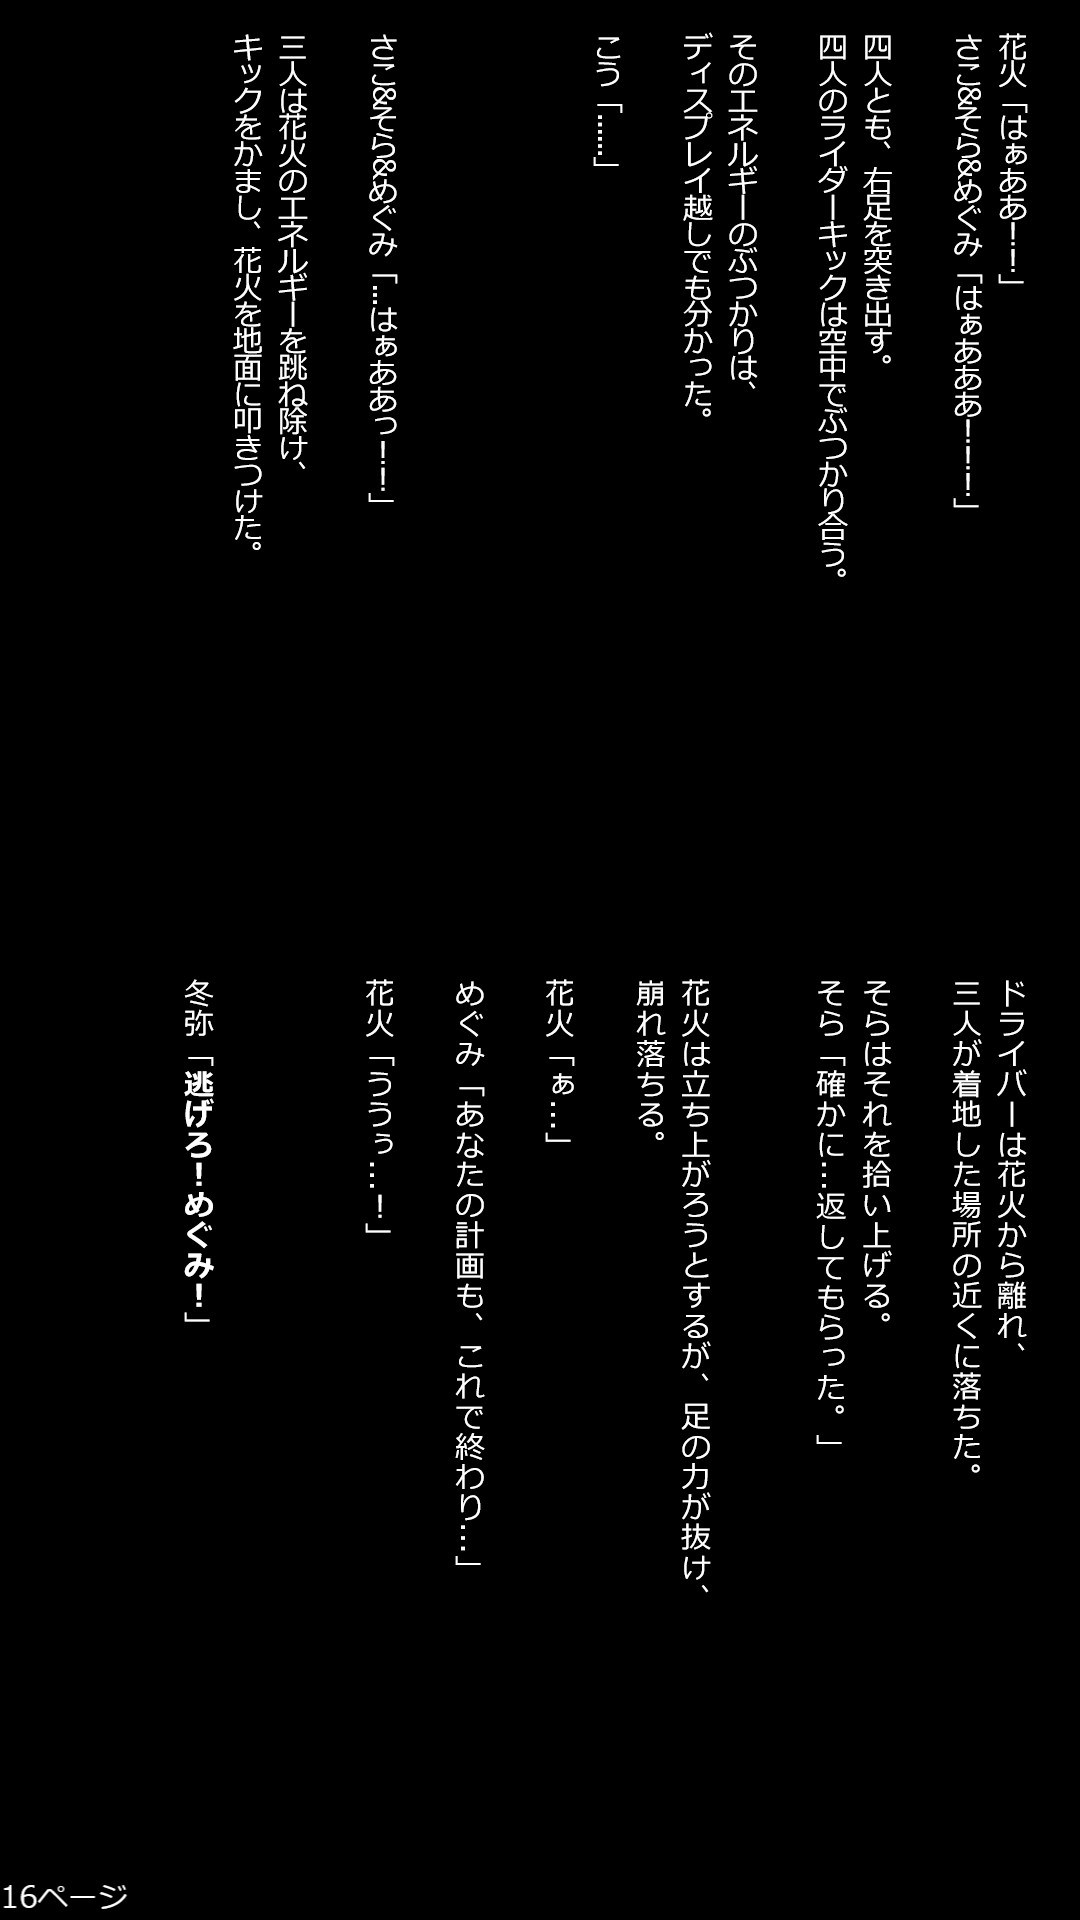 花火「はぁああ！！」
さこ&そら&めぐみ「はぁあああ！！！」
四人とも、右足を突き出す。
四人のライダーキックは空中でぶつかり合う。
そのエネルギーのぶつかりは、
ディスプレイ越しでも分かった。
こう「……」
さこ&そら&めぐみ「…はぁああっ！！」
三人は花火のエネルギーを跳ね除け、
キックをかまし、花火を地面に叩きつけた。
ドライバーは花火から離れ、
三人が着地した場所の近くに落ちた。
そらはそれを拾い上げる。
そら「確かに…返してもらった。」
花火は立ち上がろうとするが、足の力が抜け、
崩れ落ちる。
花火「ぁ…」
めぐみ「あなたの計画も、これで終わり…」
花火「ううぅ…！」
冬弥「逃げろ！めぐみ！」
16ページ